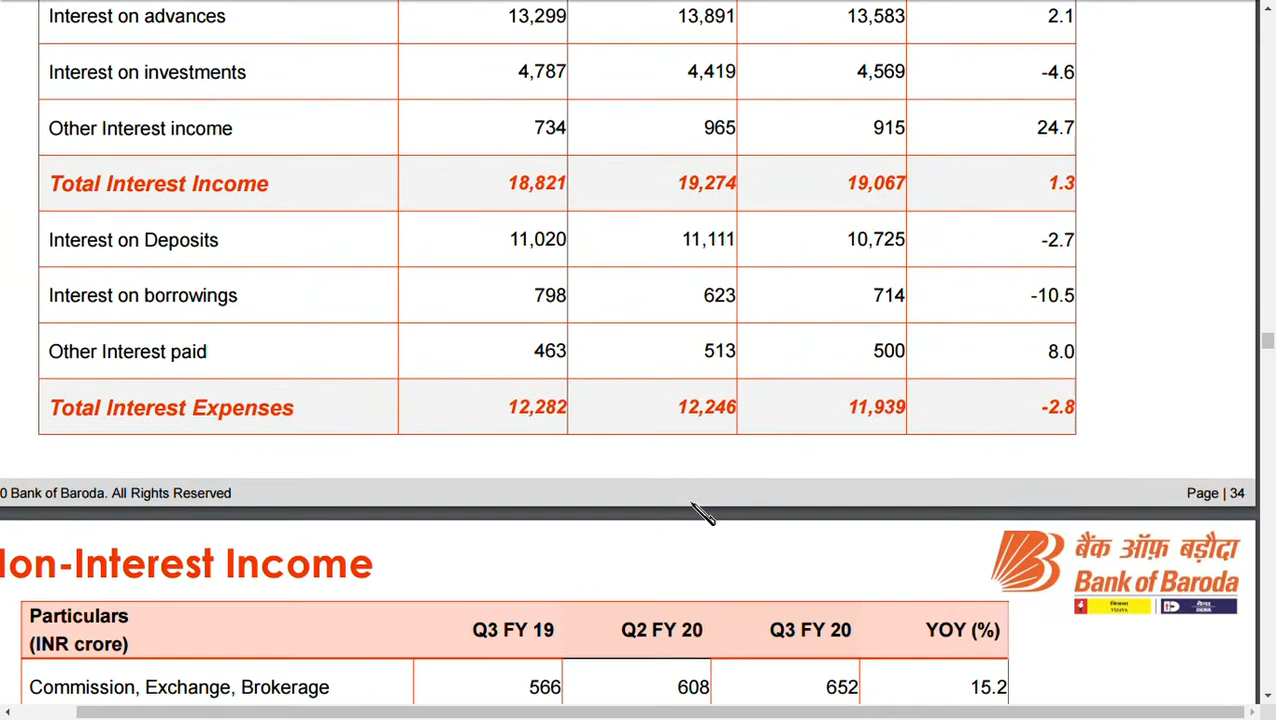 Interest on advances 13,299 13,891 13,583 2.1
Interest on investments 4,787 4,419 4,569 -4.6
Other Interest income 734 965 915 24.7
Total Interest Income 18,821 19,274 19,067 1.3
Interest on Deposits 11,020 11,111 10,725 -2.7
Interest on borrowings 798 623 714 -10.5
Other Interest paid 463 513 500 8.0
Total Interest Expenses 12,282 12,246 11,939 -2.8
0 Bank of Baroda. All Rights Reserved Page | 34
on-Interest Income
बैंक ऑफ़ बड़ौदा
Bank of Baroda
विजया VIJAYA देना DENA
Particulars
(INR crore) Q3 FY 19 Q2 FY 20 Q3 FY 20 YOY (%)
Commission, Exchange, Brokerage 566 608 652 15.2